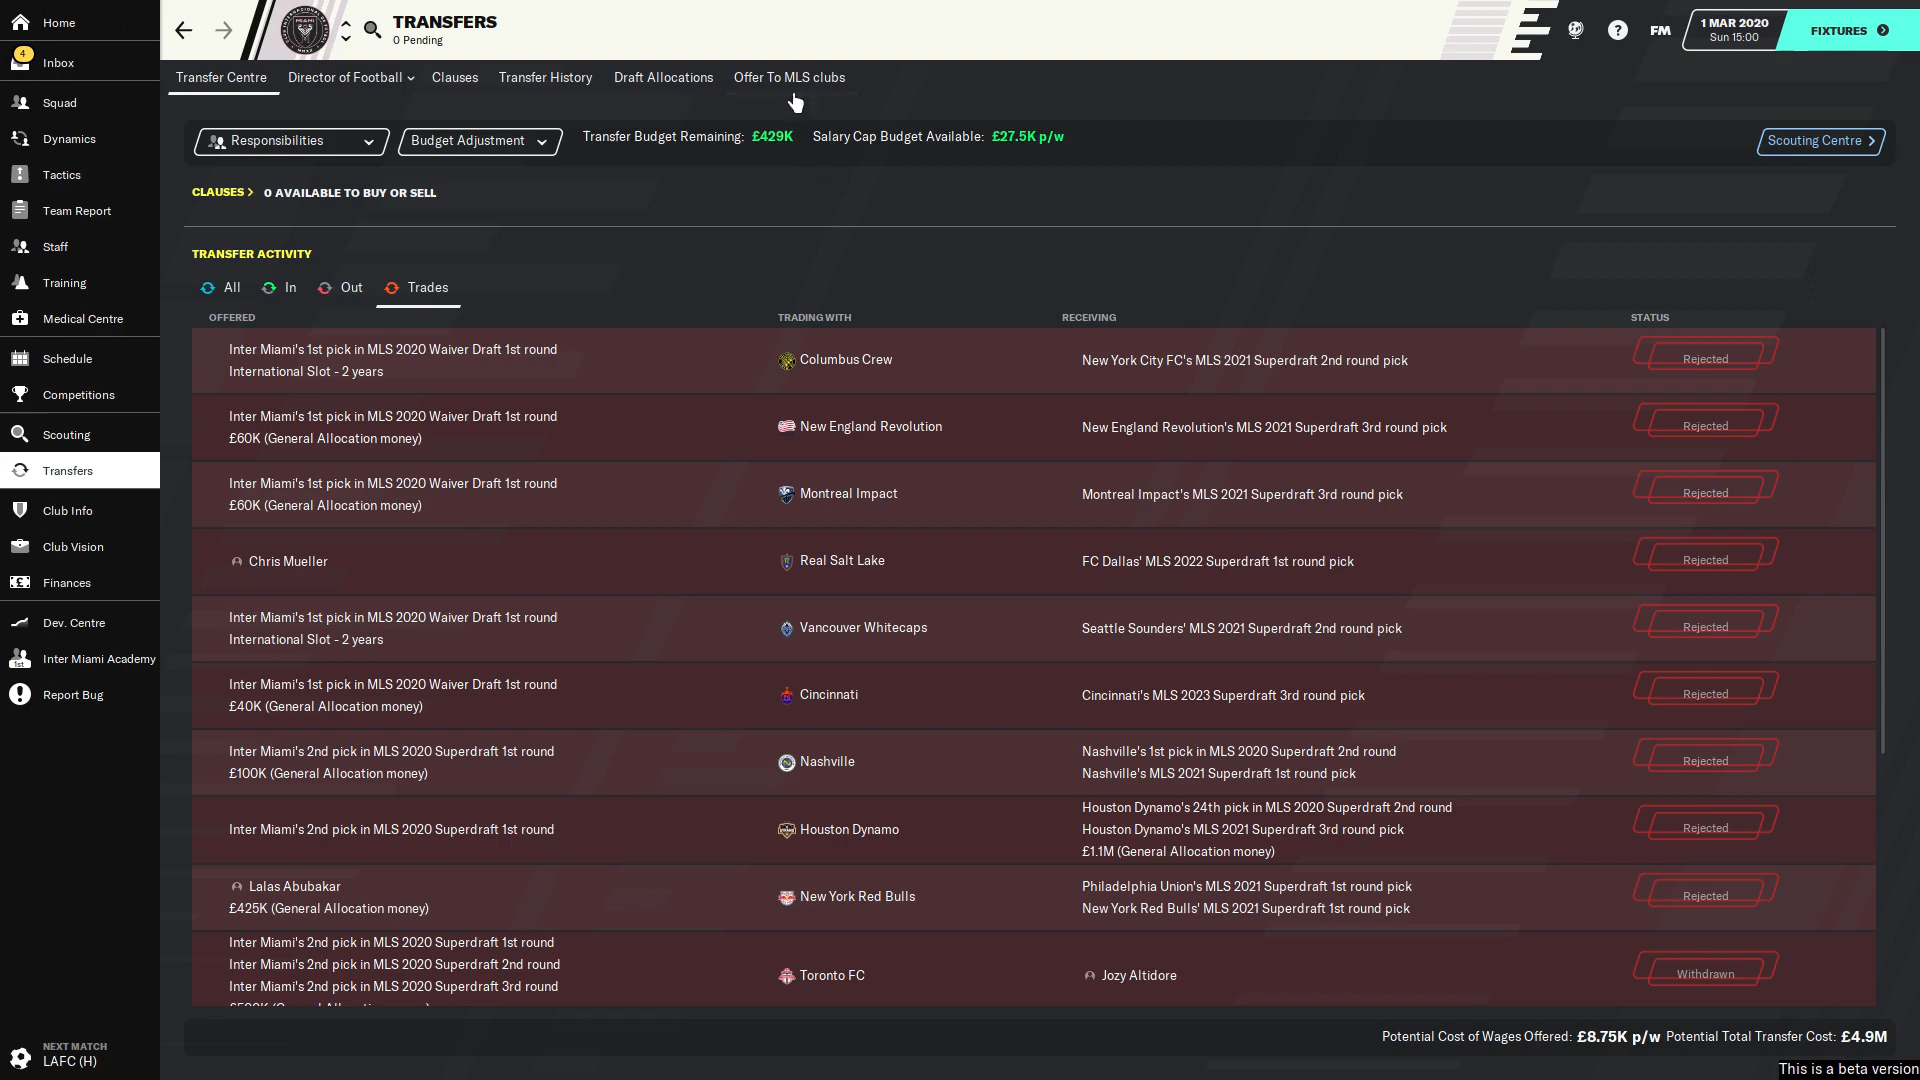 Home
TRANSFERS
0 Pending
FM
1 MAR 2020
Sun 15:00
FIXTURES
4
Inbox
Squad
Dynamics
Tactics
Team Report
Staff
Training
Medical Centre
Schedule
Competitions
Scouting
Transfers
Club Info
Club Vision
Finances
Dev. Centre
1st
Inter Miami Academy
Report Bug
NEXT MATCH
LAFC (H)
Transfer Centre
Director of Football
Clauses
Transfer History
Draft Allocations
Offer To MLS clubs
Responsibilities
Budget Adjustment
Transfer Budget Remaining: £429K
Salary Cap Budget Available: £27.5K p/w
Scouting Centre
CLAUSES > 0 AVAILABLE TO BUY OR SELL
TRANSFER ACTIVITY
All
In
Out
Trades
OFFERED
TRADING WITH
RECEIVING
STATUS
Inter Miami's 1st pick in MLS 2020 Waiver Draft 1st round
International Slot - 2 years
Columbus Crew
New York City FC's MLS 2021 Superdraft 2nd round pick
Rejected
Inter Miami's 1st pick in MLS 2020 Waiver Draft 1st round
£60K (General Allocation money)
New England Revolution
New England Revolution's MLS 2021 Superdraft 3rd round pick
Rejected
Inter Miami's 1st pick in MLS 2020 Waiver Draft 1st round
£60K (General Allocation money)
Montreal Impact
Montreal Impact's MLS 2021 Superdraft 3rd round pick
Rejected
Chris Mueller
Real Salt Lake
FC Dallas' MLS 2022 Superdraft 1st round pick
Rejected
Inter Miami's 1st pick in MLS 2020 Waiver Draft 1st round
International Slot - 2 years
Vancouver Whitecaps
Seattle Sounders' MLS 2021 Superdraft 2nd round pick
Rejected
Inter Miami's 1st pick in MLS 2020 Waiver Draft 1st round
£40K (General Allocation money)
Cincinnati
Cincinnati's MLS 2023 Superdraft 3rd round pick
Rejected
Inter Miami's 2nd pick in MLS 2020 Superdraft 1st round
£100K (General Allocation money)
Nashville
Nashville's 1st pick in MLS 2020 Superdraft 2nd round
Nashville's MLS 2021 Superdraft 1st round pick
Rejected
Inter Miami's 2nd pick in MLS 2020 Superdraft 1st round
Houston Dynamo
Houston Dynamo's 24th pick in MLS 2020 Superdraft 2nd round
Houston Dynamo's MLS 2021 Superdraft 3rd round pick
£1.1M (General Allocation money)
Rejected
Lalas Abubakar
£425K (General Allocation money)
New York Red Bulls
Philadelphia Union's MLS 2021 Superdraft 1st round pick
New York Red Bulls' MLS 2021 Superdraft 1st round pick
Rejected
Inter Miami's 2nd pick in MLS 2020 Superdraft 1st round
Inter Miami's 2nd pick in MLS 2020 Superdraft 2nd round
Inter Miami's 2nd pick in MLS 2020 Superdraft 3rd round
Toronto FC
Jozy Altidore
Withdrawn
Potential Cost of Wages Offered: £8.75K p/w Potential Total Transfer Cost: £4.9M
This is a beta version